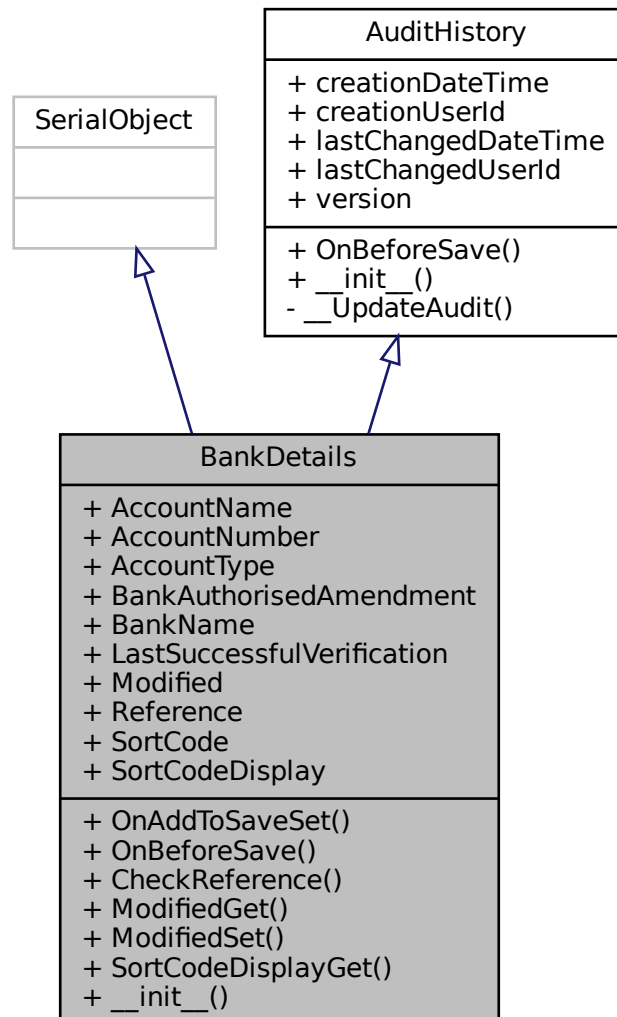 AuditHistory
+ creationDateTime
+ creationUserId
+ lastChangedDateTime
+ lastChangedUserId
+ version
+ OnBeforeSave()
+ __init__()
- __UpdateAudit()
SerialObject
BankDetails
+ AccountName
+ AccountNumber
+ AccountType
+ BankAuthorisedAmendment
+ BankName
+ LastSuccessfulVerification
+ Modified
+ Reference
+ SortCode
+ SortCodeDisplay
+ OnAddToSaveSet()
+ OnBeforeSave()
+ CheckReference()
+ ModifiedGet()
+ ModifiedSet()
+ SortCodeDisplayGet()
+ __init__()